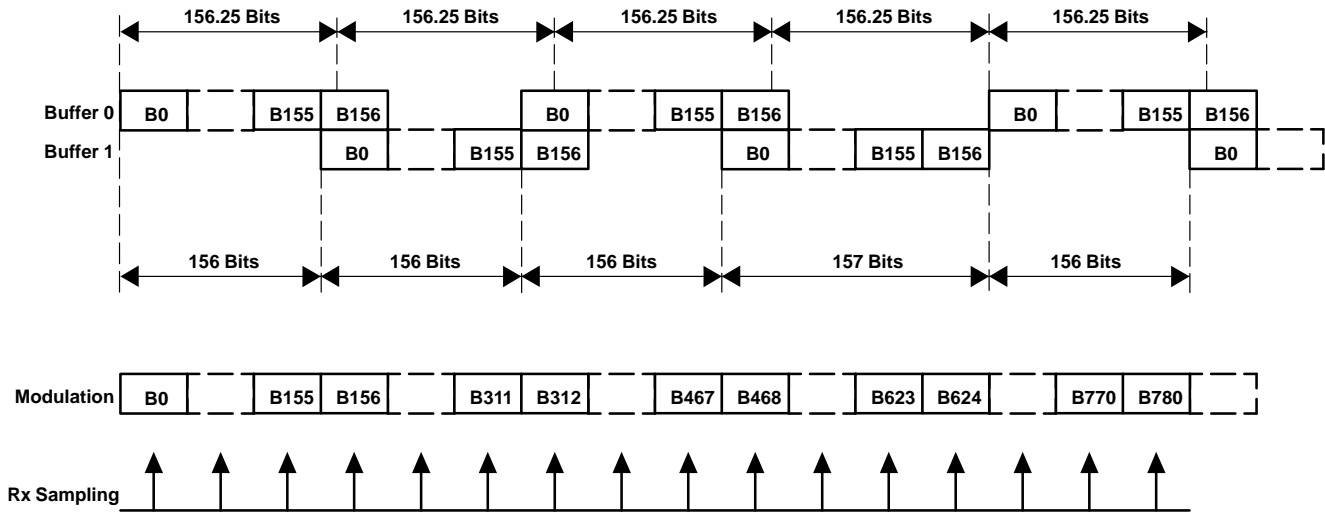 156.25 Bits 156.25 Bits 156.25 Bits 156.25 Bits 156.25 Bits
Buffer 0 B0 B155 B156 B0 B155 B156 B0 B155 B156
Buffer 1 B0 B155 B156 B0 B155 B156 B0
156 Bits 156 Bits 156 Bits 157 Bits 156 Bits
Modulation B0 B155 B156 B311 B312 B467 B468 B623 B624 B770 B780
Rx Sampling